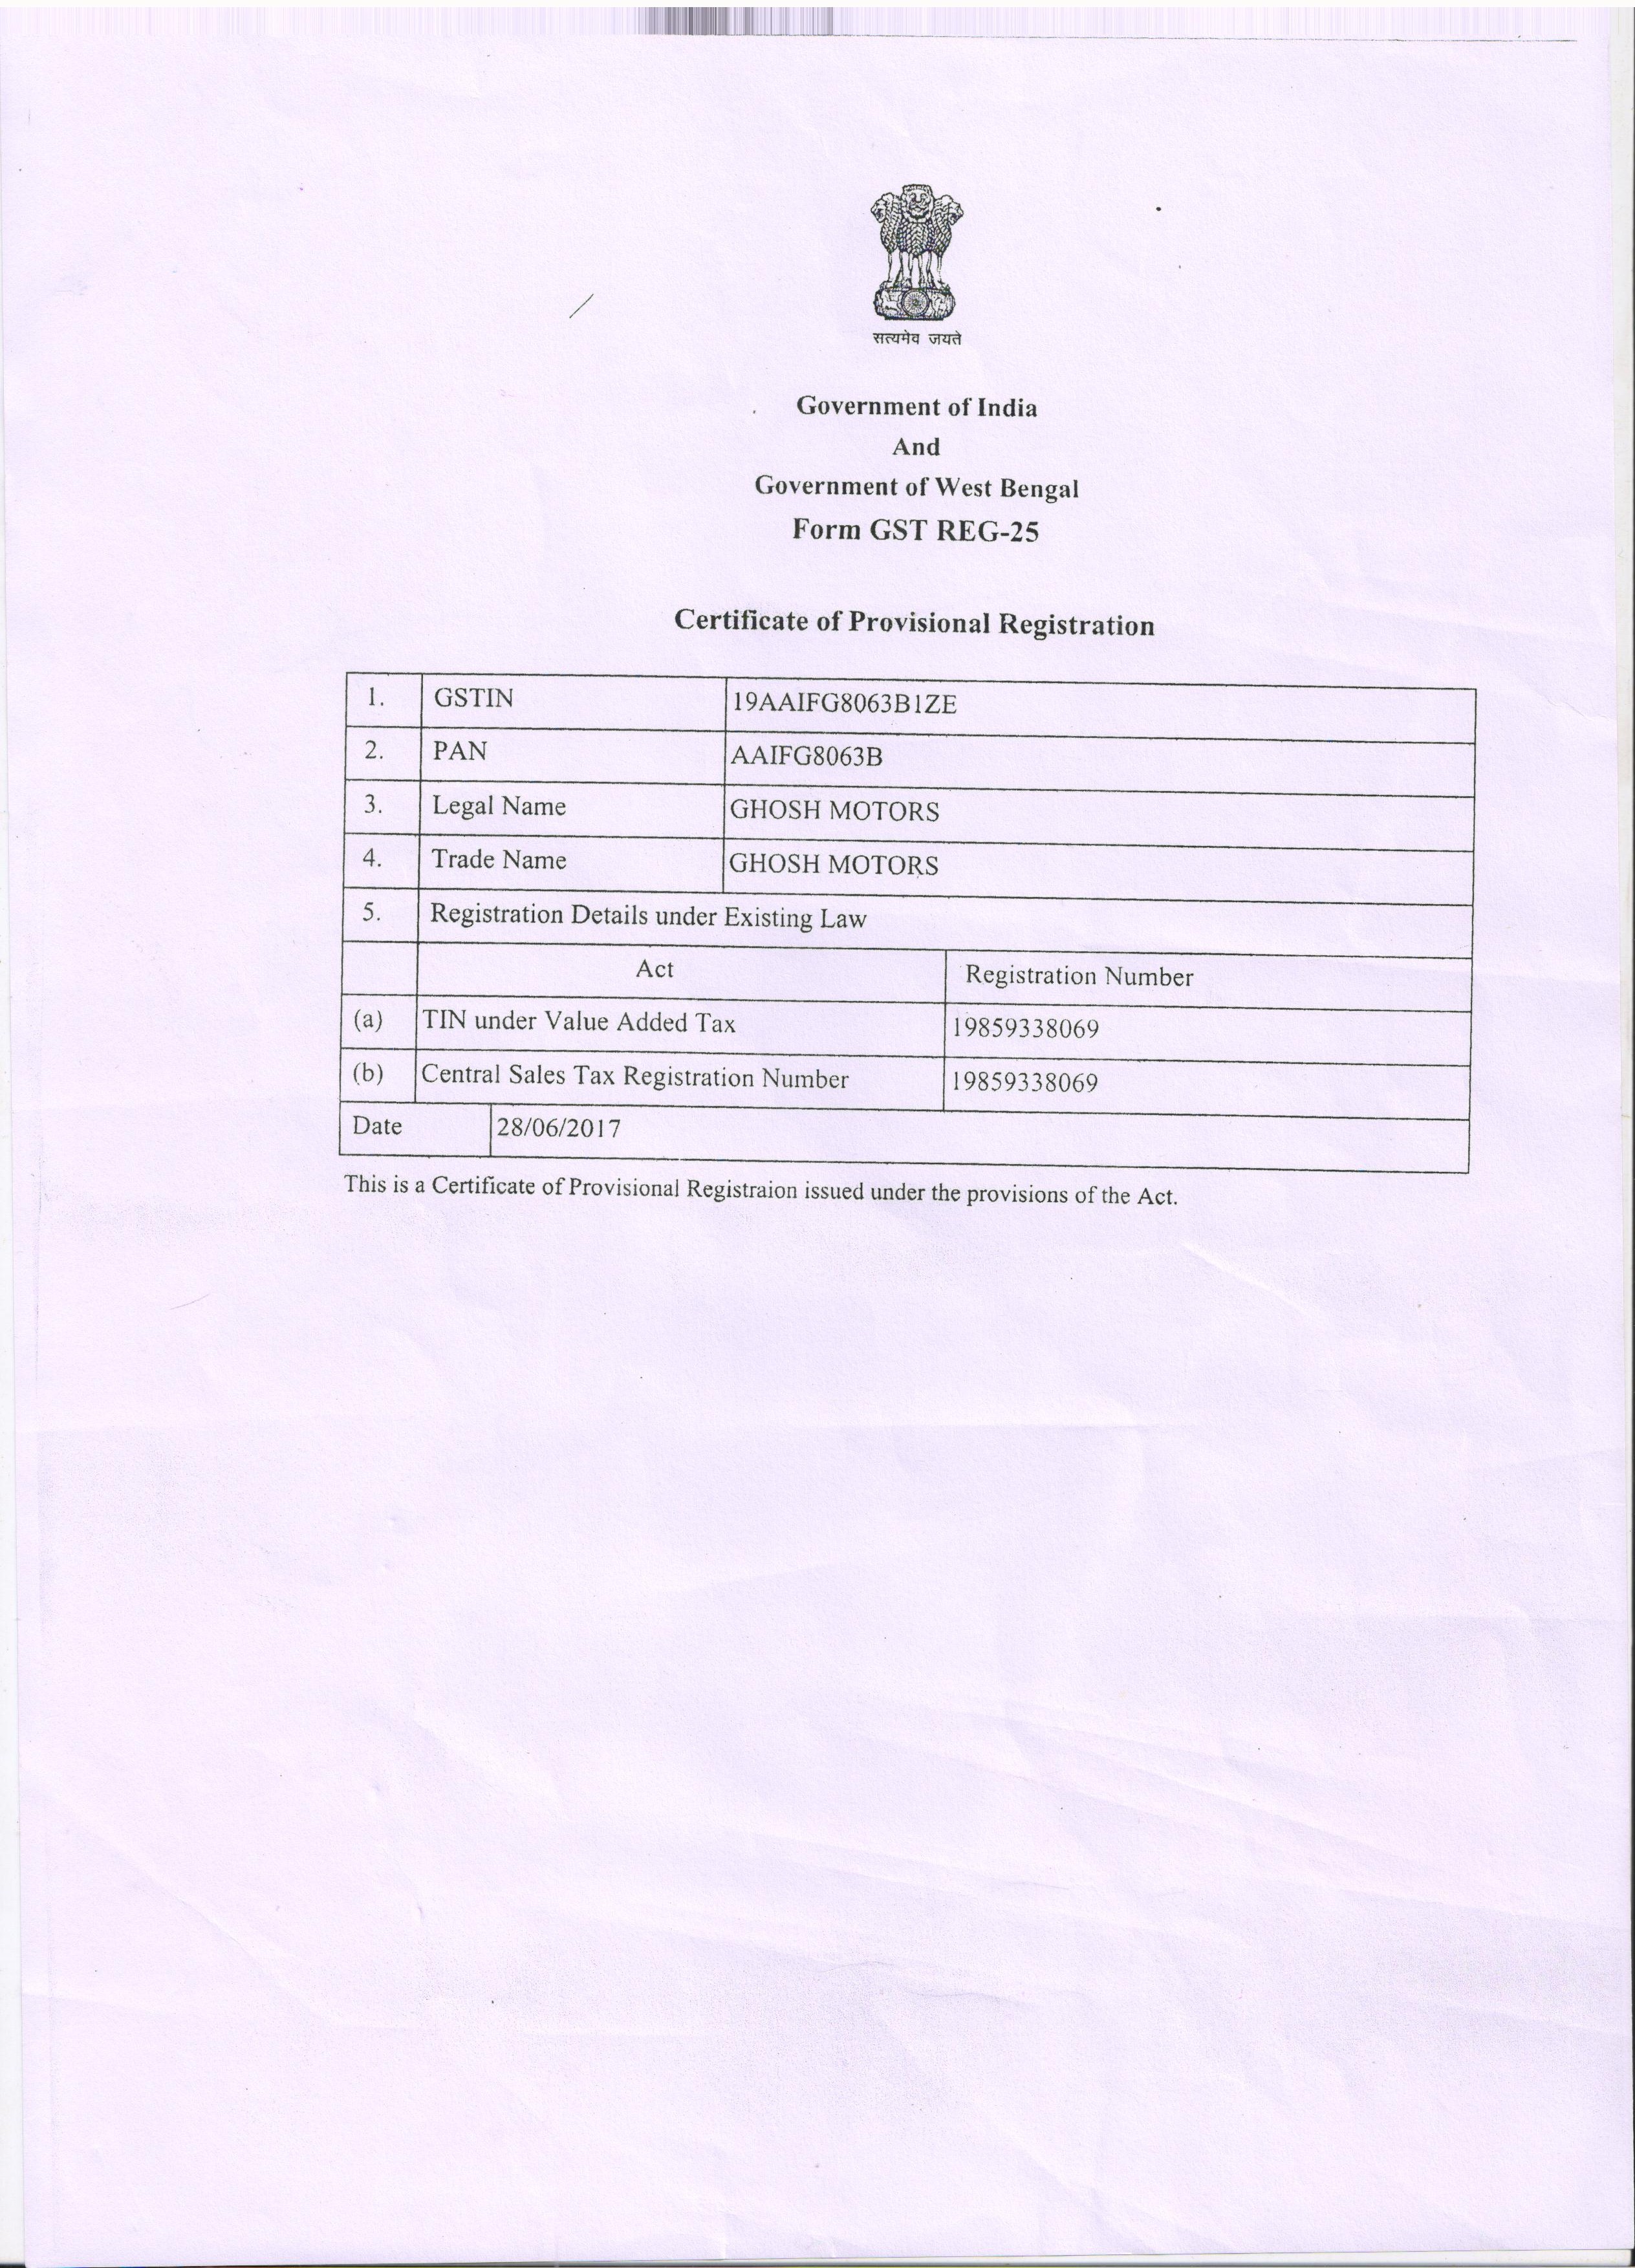 सत्यमेव जयते
Government of India
And
Government of West Bengal
Form GST REG-25
Certificate of Provisional Registration
1. GSTIN 19AAIFG8063B1ZE
2. PAN AAIFG8063B
3. Legal Name GHOSH MOTORS
4. Trade Name GHOSH MOTORS
5. Registration Details under Existing Law
Act Registration Number
(a) TIN under Value Added Tax 19859338069
(b) Central Sales Tax Registration Number 19859338069
Date 28/06/2017
This is a Certificate of Provisional Registraion issued under the provisions of the Act.